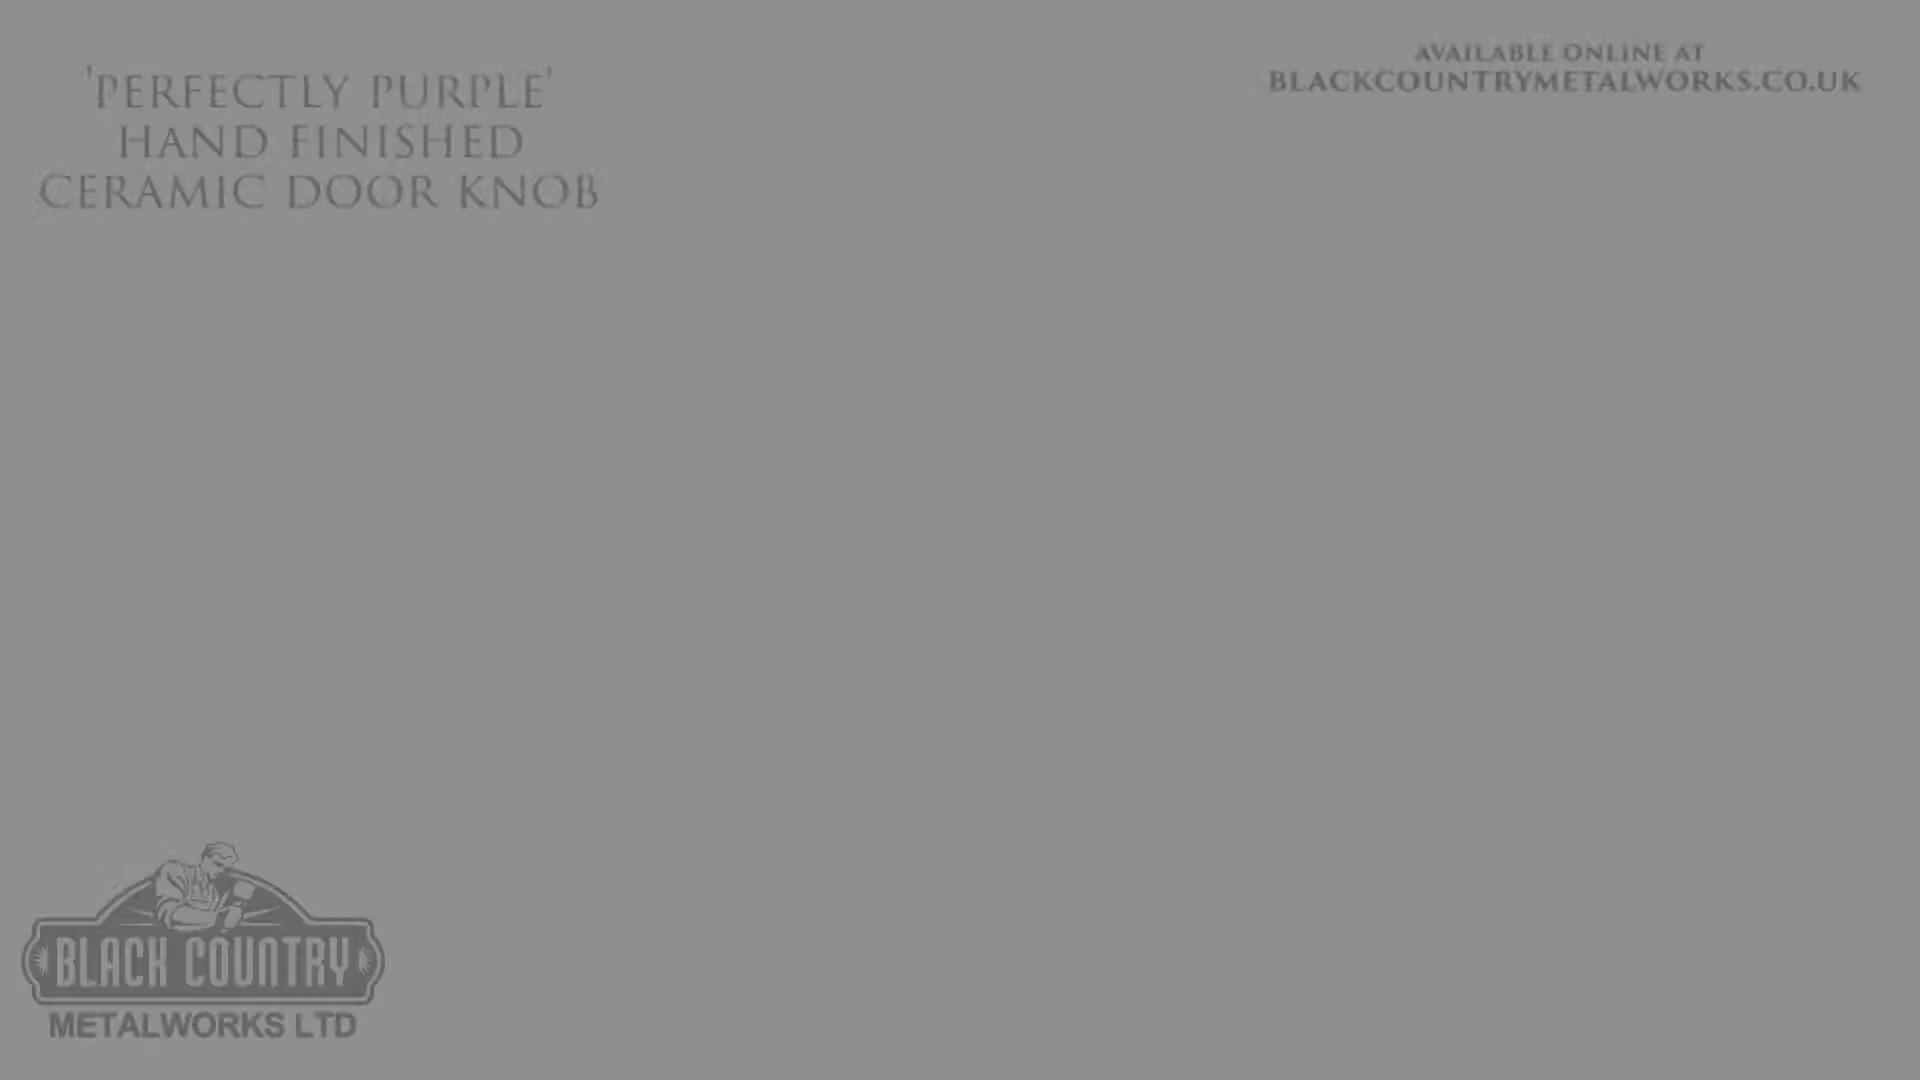 'PERFECTLY PURPLE'
HAND FINISHED
CERAMIC DOOR KNOB
AVAILABLE ONLINE AT
BLACKCOUNTRYMETALWORKS.CO.UK
BLACK COUNTRY
METALWORKS LTD